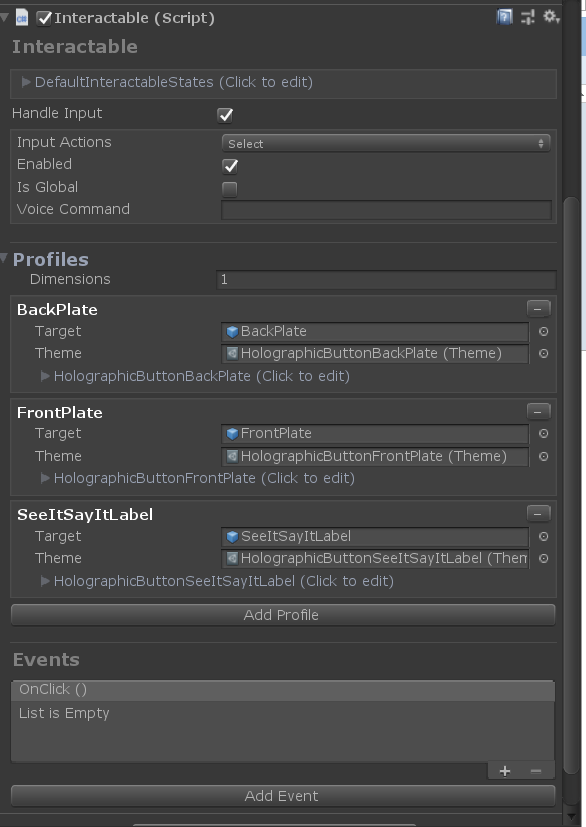 Interactable (Script)
Interactable
DefaultInteractableStates (Click to edit)
Handle Input
Input Actions Select
Enabled
Is Global
Voice Command
Profiles
Dimensions 1
BackPlate
Target BackPlate
Theme HolographicButtonBackPlate (Theme)
HolographicButtonBackPlate (Click to edit)
FrontPlate
Target FrontPlate
Theme HolographicButtonFrontPlate (Theme)
HolographicButtonFrontPlate (Click to edit)
SeeItSayItLabel
Target SeeItSayItLabel
Theme HolographicButtonSeeItSayItLabel (Them
HolographicButtonSeeItSayItLabel (Click to edit)
Add Profile
Events
OnClick ()
List is Empty
Add Event